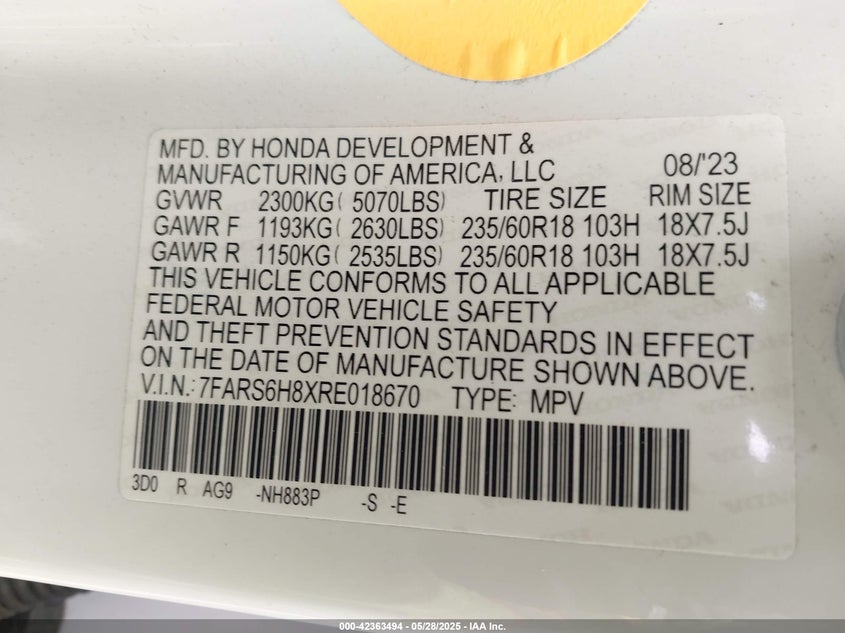 MFD. BY HONDA DEVELOPMENT &
MANUFACTURING OF AMERICA, LLC 08/'23
GVWR 2300KG( 5070LBS) TIRE SIZE RIM SIZE
GAWR F 1193KG( 2630LBS) 235/60R18 103H 18X7.5J
GAWR R 1150KG( 2535LBS) 235/60R18 103H 18X7.5J
THIS VEHICLE CONFORMS TO ALL APPLICABLE
FEDERAL MOTOR VEHICLE SAFETY
AND THEFT PREVENTION STANDARDS IN EFFECT
ON THE DATE OF MANUFACTURE SHOWN ABOVE.
V.I.N.: 7FARS6H8XRE018670 TYPE: MPV
3D0 R AG9 -NH883P -S -E
000-42363494 - 05/28/2025 - IAA Inc.